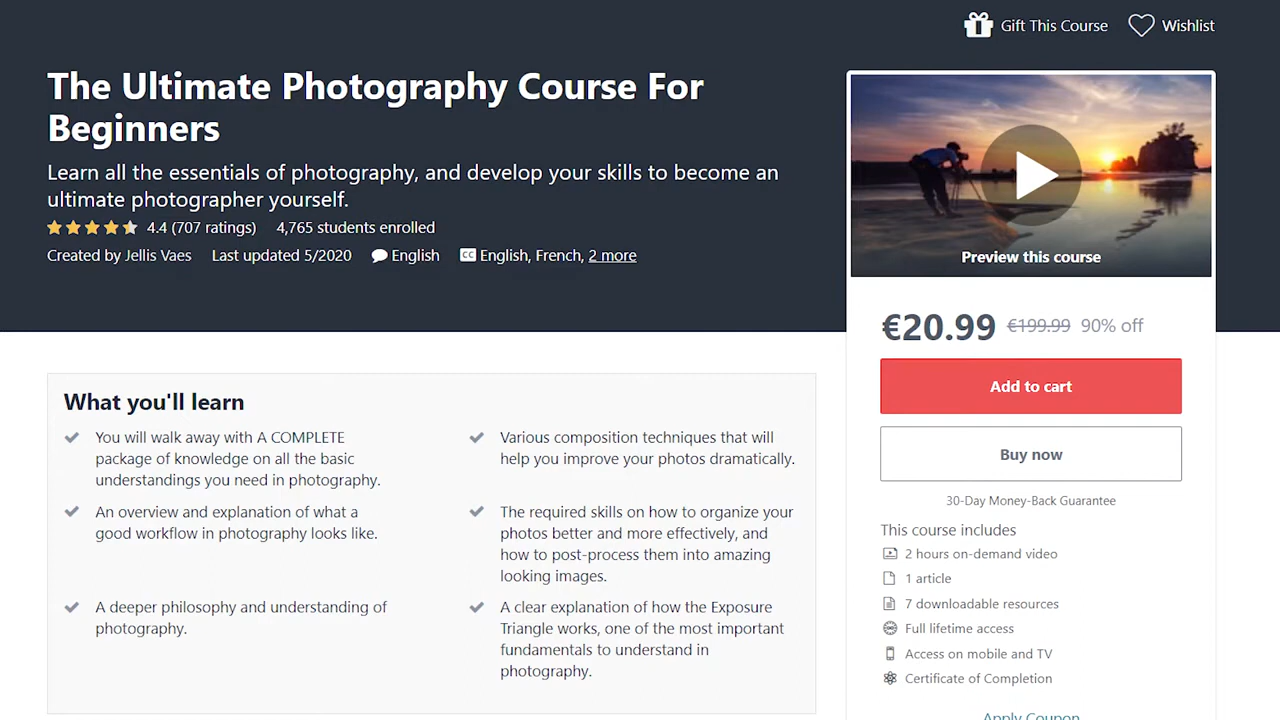 Gift This Course
Wishlist
The Ultimate Photography Course For
Beginners
Learn all the essentials of photography, and develop your skills to become an
ultimate photographer yourself.
4.4 (707 ratings) 4,765 students enrolled
Created by Jellis Vaes Last updated 5/2020 English CC English, French, 2 more
Preview this course
€20.99 €199.99 90% off
Add to cart
Buy now
30-Day Money-Back Guarantee
This course includes
2 hours on-demand video
1 article
7 downloadable resources
Full lifetime access
Access on mobile and TV
Certificate of Completion
Apply Coupon
What you'll learn
You will walk away with A COMPLETE
package of knowledge on all the basic
understandings you need in photography.
Various composition techniques that will
help you improve your photos dramatically.
An overview and explanation of what a
good workflow in photography looks like.
The required skills on how to organize your
photos better and more effectively, and
how to post-process them into amazing
looking images.
A deeper philosophy and understanding of
photography.
A clear explanation of how the Exposure
Triangle works, one of the most important
fundamentals to understand in
photography.